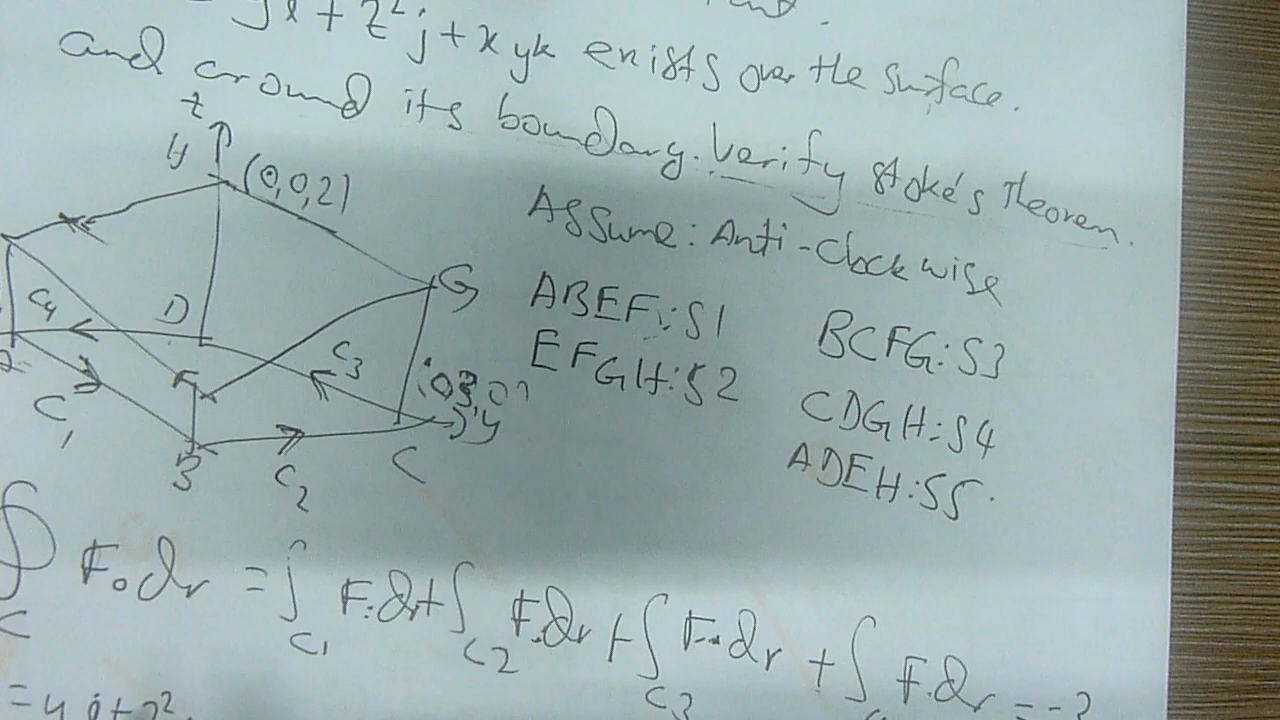 yi + z²j + xyk exists over the surface.
and around its boundary. Verify stoke's Theorem.
z
H (0,0,2)
Assume: Anti-clockwise
G
ABEF: S1
BCFG: S3
EFGH: S2
CDGH: S4
ADEH: S5.
C4
D
C3
y
C1
B
C2
C
∮C F.dr = ∫C1 F.dr + ∫C2 F.dr + ∫C3 F.dr + ∫ F.dr = -?
= yi + z²